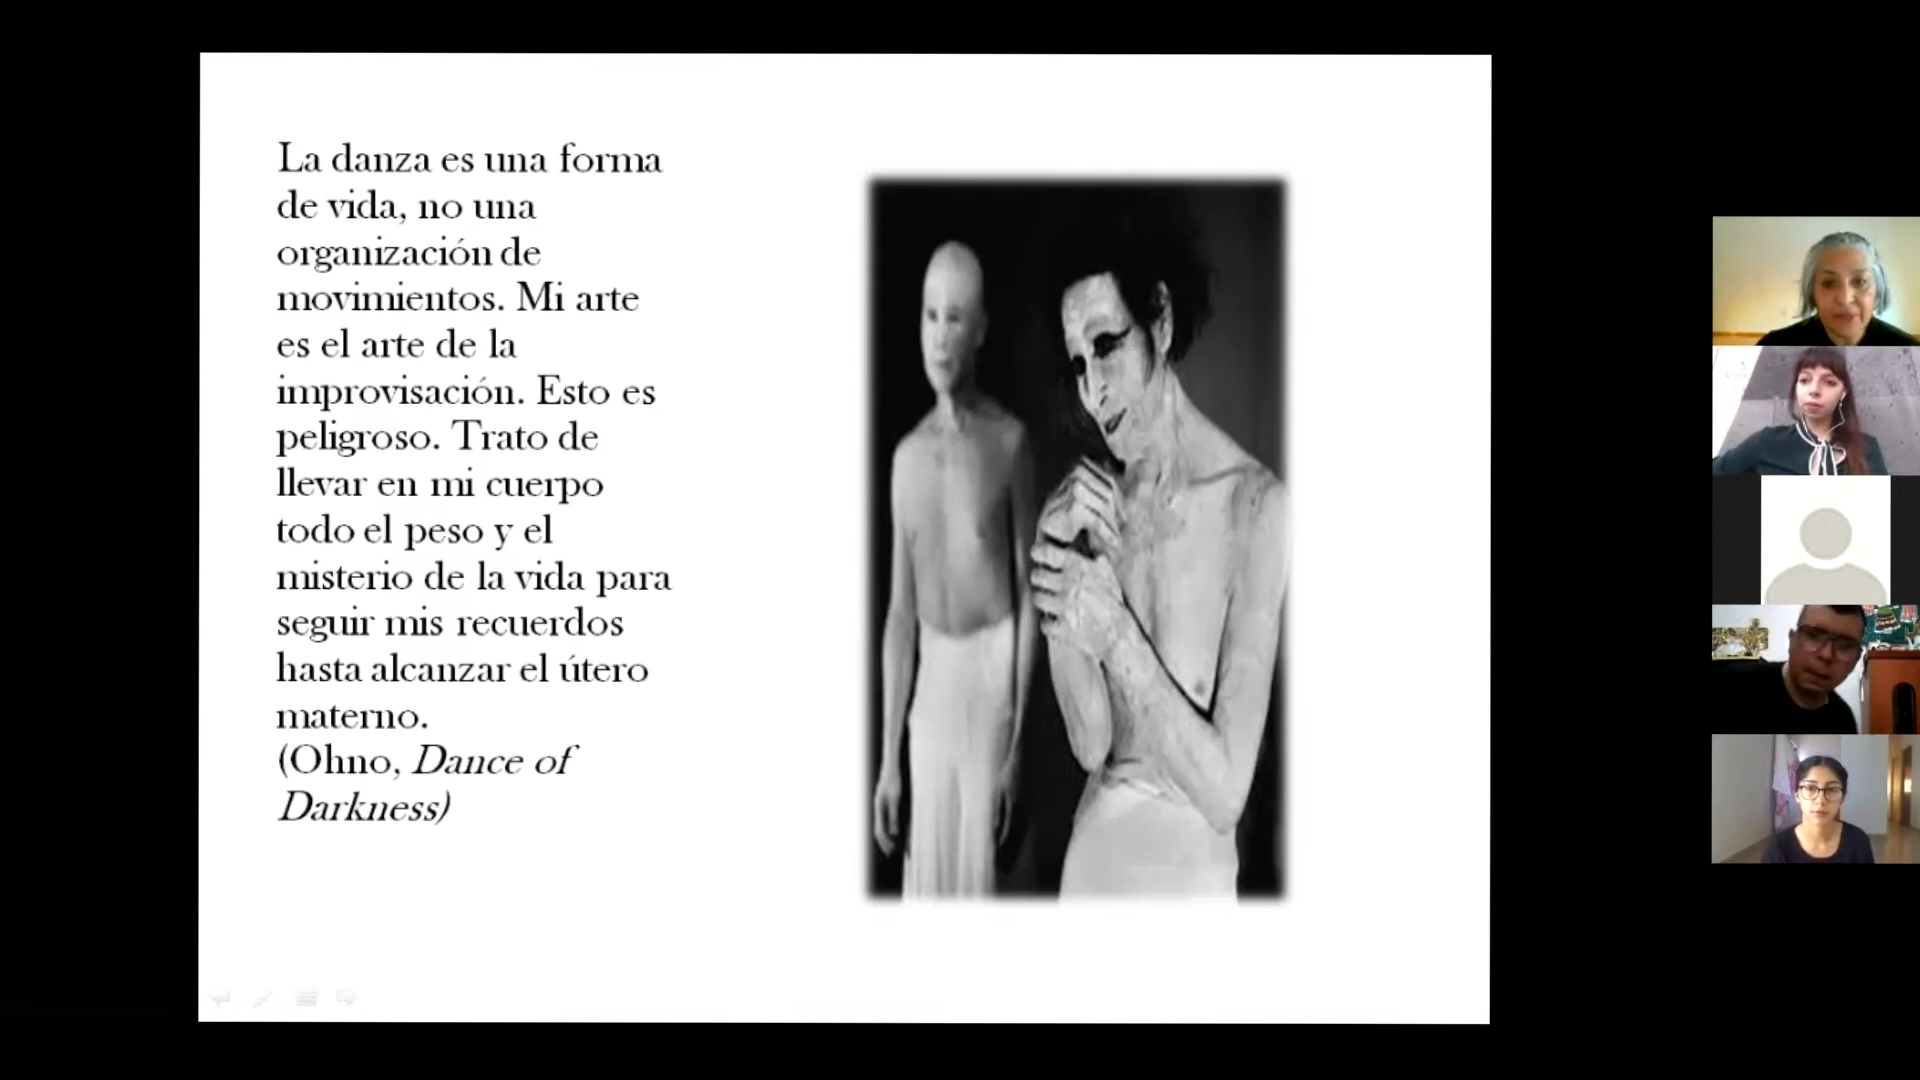 La danza es una forma
de vida, no una
organización de
movimientos. Mi arte
es el arte de la
improvisación. Esto es
peligroso. Trato de
llevar en mi cuerpo
todo el peso y el
misterio de la vida para
seguir mis recuerdos
hasta alcanzar el útero
materno.
(Ohno, Dance of
Darkness)